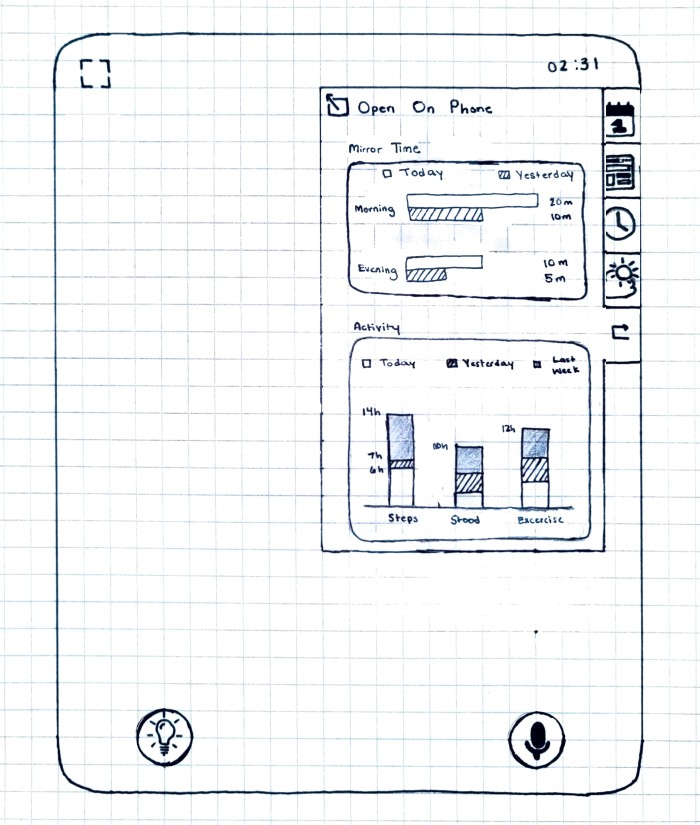 02:31
Open On Phone
1
Mirror Time
Today Yesterday
Morning 20m
10m
Evening 10m
5m
Activity
Today Yesterday Last
Week
14h
12h
10h
7h
6h
Steps Stood Excercise